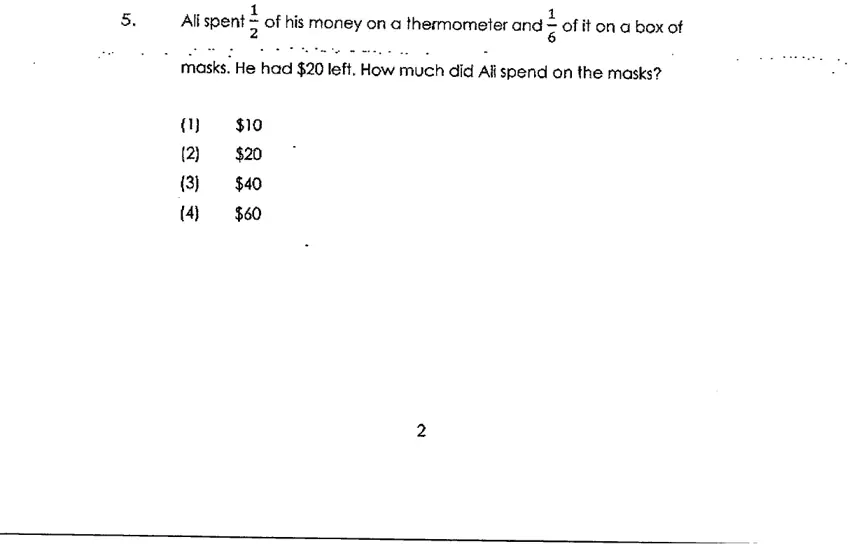 5. Ali spent 1/2 of his money on a thermometer and 1/6 of it on a box of
masks. He had $20 left. How much did Ali spend on the masks?
(1) $10
(2) $20
(3) $40
(4) $60
2